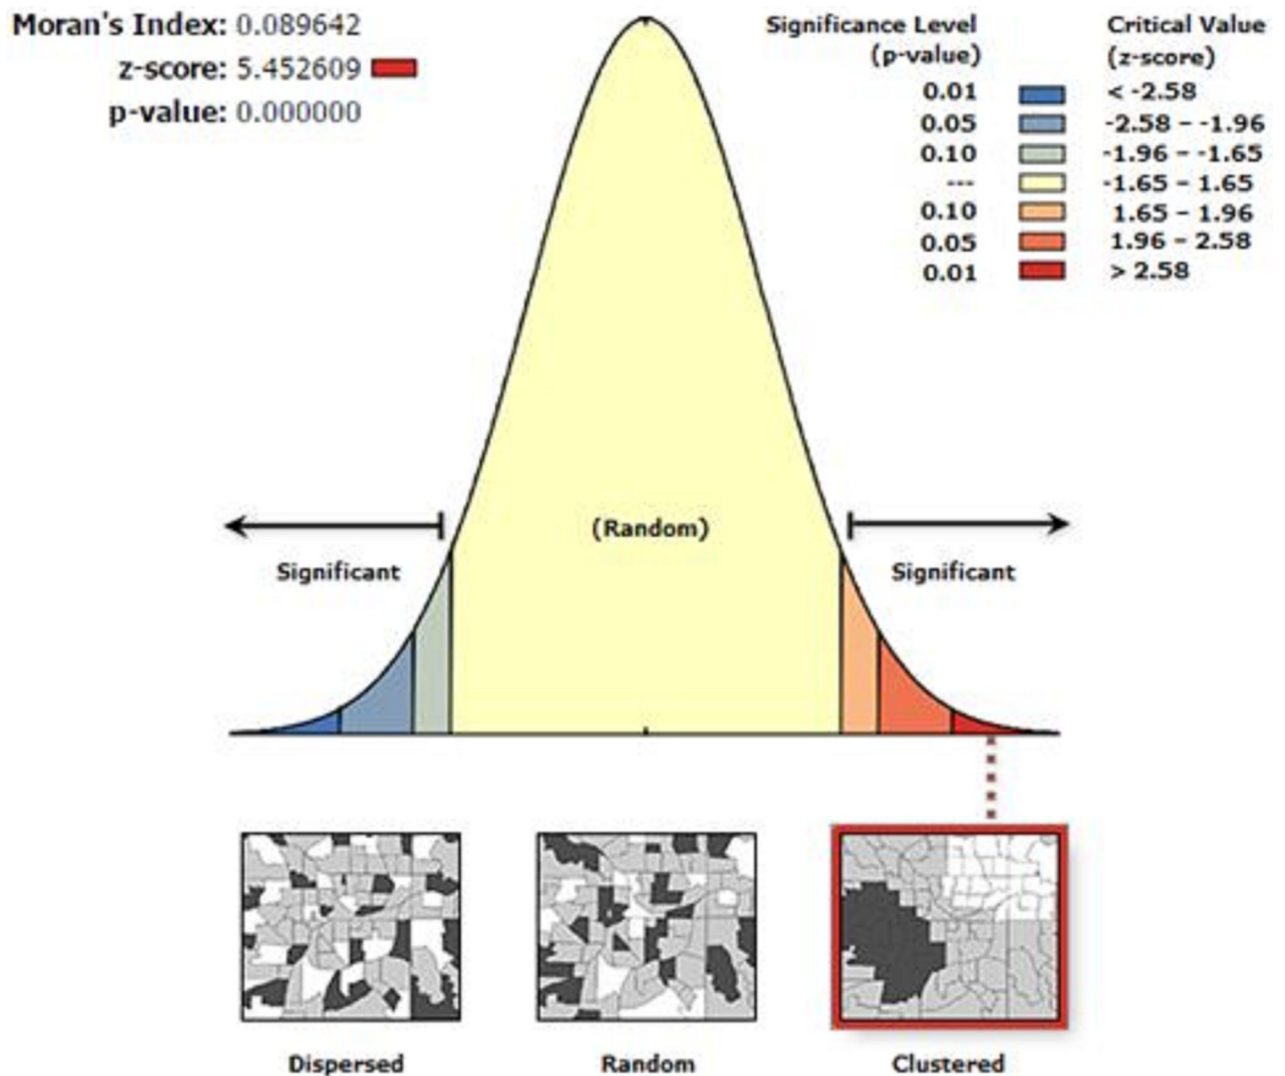 Moran's Index: 0.089642
z-score: 5.452609
p-value: 0.000000
Significance Level (p-value)
Critical Value (z-score)
0.01 < -2.58
0.05 -2.58 – -1.96
0.10 -1.96 – -1.65
--- -1.65 – 1.65
0.10 1.65 – 1.96
0.05 1.96 – 2.58
0.01 > 2.58
(Random)
Significant
Significant
Dispersed
Random
Clustered